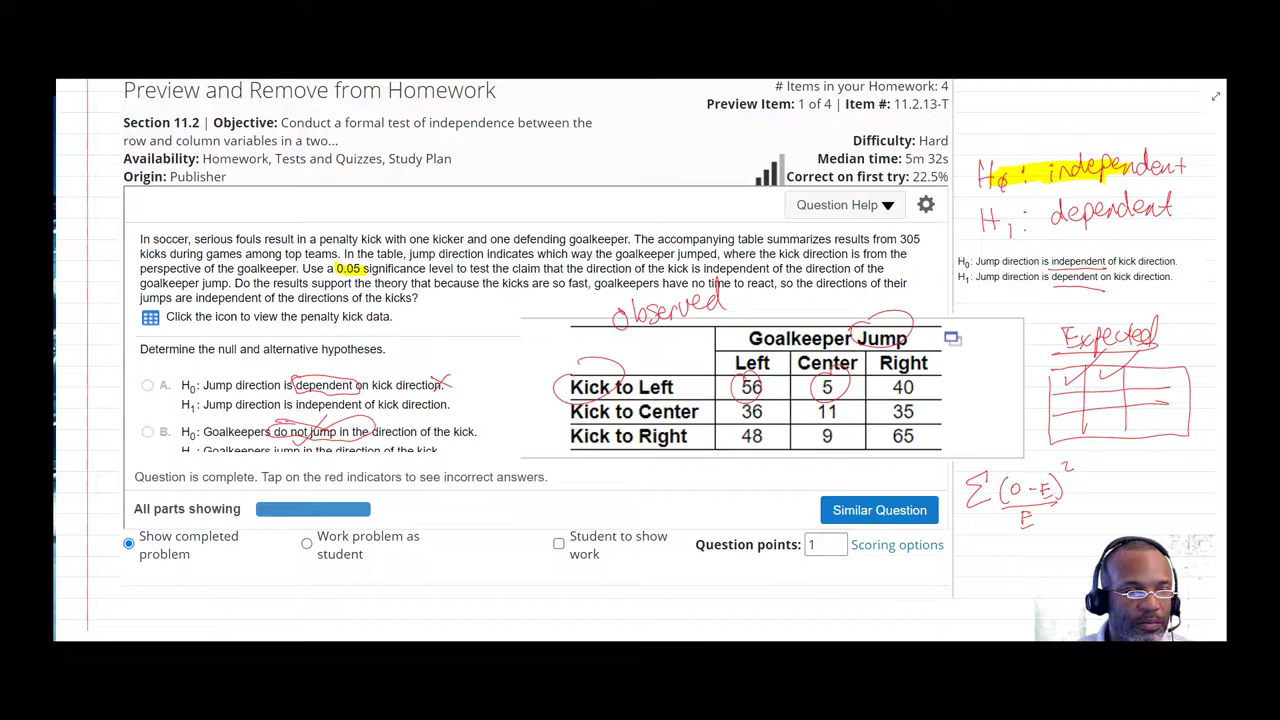 Preview and Remove from Homework
# Items in your Homework: 4
Preview Item: 1 of 4 | Item #: 11.2.13-T
Section 11.2 | Objective: Conduct a formal test of independence between the
row and column variables in a two...
Availability: Homework, Tests and Quizzes, Study Plan
Origin: Publisher
Difficulty: Hard
Median time: 5m 32s
Correct on first try: 22.5%
Question Help
In soccer, serious fouls result in a penalty kick with one kicker and one defending goalkeeper. The accompanying table summarizes results from 305
kicks during games among top teams. In the table, jump direction indicates which way the goalkeeper jumped, where the kick direction is from the
perspective of the goalkeeper. Use a 0.05 significance level to test the claim that the direction of the kick is independent of the direction of the
goalkeeper jump. Do the results support the theory that because the kicks are so fast, goalkeepers have no time to react, so the directions of their
jumps are independent of the directions of the kicks?
Click the icon to view the penalty kick data.
Determine the null and alternative hypotheses.
A. H0: Jump direction is dependent on kick direction.
H1: Jump direction is independent of kick direction.
B. H0: Goalkeepers do not jump in the direction of the kick.
H1: Goalkeepers jump in the direction of the kick.
observed
Goalkeeper Jump
Left Center Right
Kick to Left 56 5 40
Kick to Center 36 11 35
Kick to Right 48 9 65
Question is complete. Tap on the red indicators to see incorrect answers.
All parts showing
Similar Question
Show completed problem
Work problem as student
Student to show work
Question points: 1
Scoring options
H0: independent
H1: dependent
H0: Jump direction is independent of kick direction.
H1: Jump direction is dependent on kick direction.
Expected
Σ (O-E)²
E